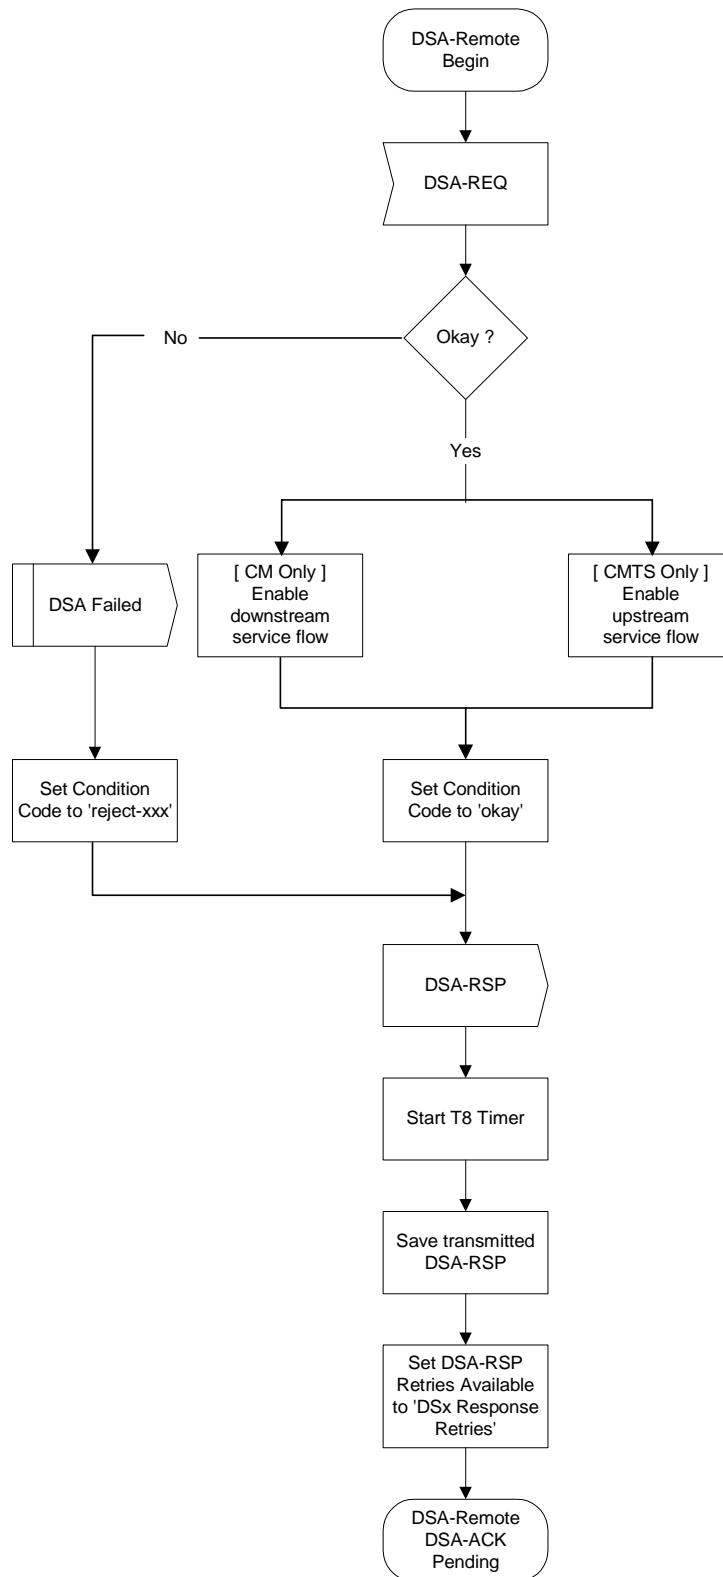 DSA-Remote
Begin
DSA-REQ
Okay ?
No
Yes
DSA Failed
[ CM Only ]
Enable
downstream
service flow
[ CMTS Only ]
Enable
upstream
service flow
Set Condition
Code to 'reject-xxx'
Set Condition
Code to 'okay'
DSA-RSP
Start T8 Timer
Save transmitted
DSA-RSP
Set DSA-RSP
Retries Available
to 'DSx Response
Retries'
DSA-Remote
DSA-ACK
Pending